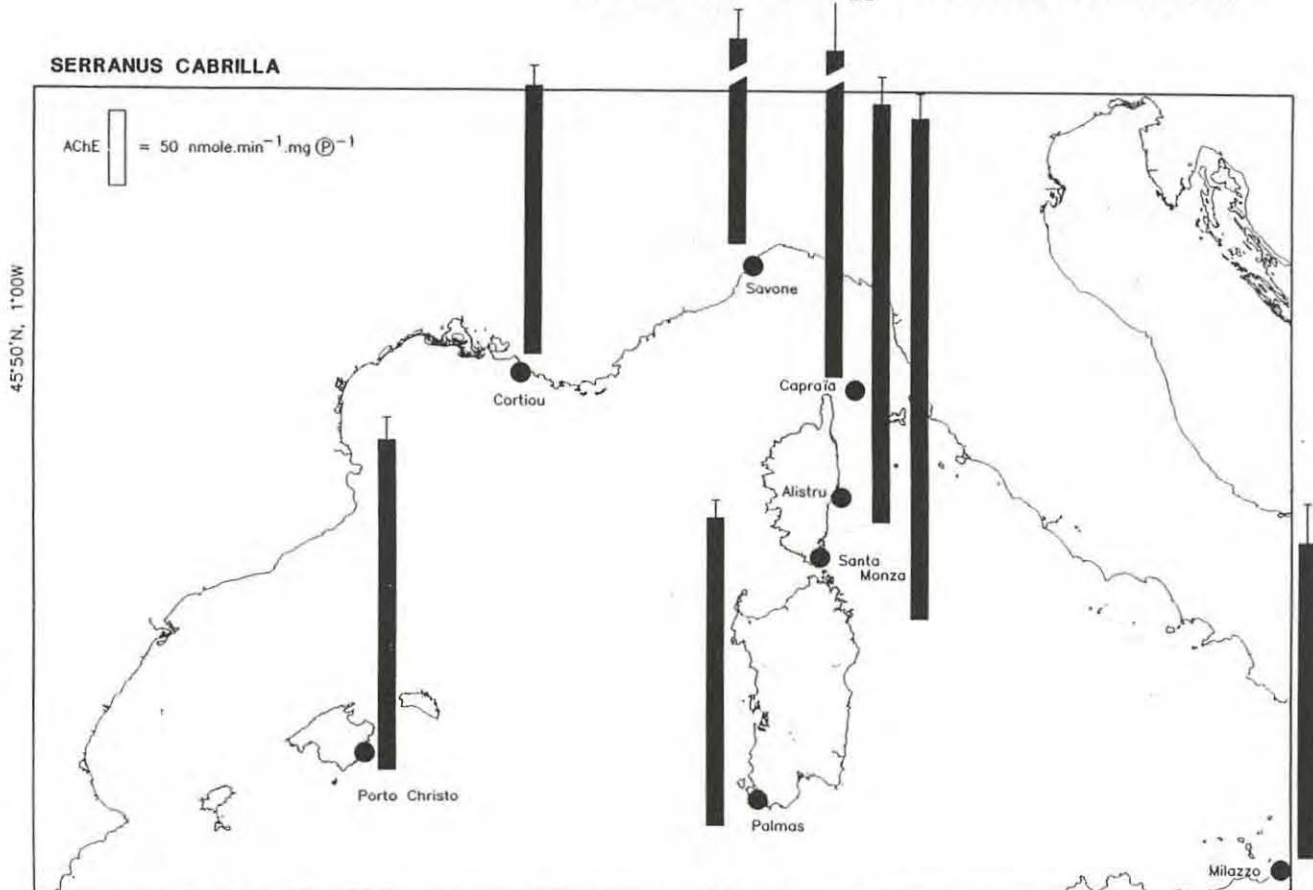 SERRANUS CABRILLA
AChE = 50 nmole.min⁻¹.mg Ⓟ⁻¹
45°50'N, 1°00W
Savone
Cortiou
Capraïa
Alistru
Santa
Monza
Porto Christo
Palmas
Milazzo